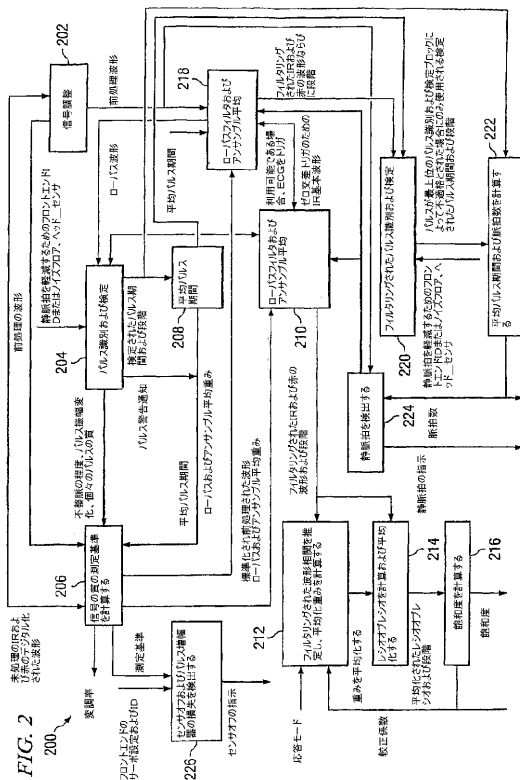 FIG. 2
200
202
信号調整
前処理波形
前処理の波形
静脈拍を軽減するためのフロントエンドI
Dまたはノイズフロア、ヘッド__センサ
ローパス波形
204
パルス識別および検定
検定されたパルス期
間および段階
平均パルス期間
208
平均パルス
期間
218
ローパスフィルタおよび
アンサンブル平均
フィルタリング
されたIRおよび
赤の波形ならび
に段階
利用可能である場
合、ECGをトリガ
ゼロ交差トリガのための
IR基本波形
ローパスフィルタおよび
アンサンブル平均
210
フィルタリングされたパルス識別および検定
220
パルスが最上位のパルス識別および検定ブロックに
よって不適格とされた場合にのみ使用される検定
されたパルス期間および段階
222
平均パルス期間および脈拍数を計算す
る
静脈拍を軽減するためのフロン
トエンドIDまたはノイズフロア、ヘ
ッド__センサ
静脈拍を検出する
224
脈拍数
静脈拍の指示
未処理のIRおよ
び赤のデジタル化
された波形
206
信号の質の測定基準
を計算する
不整脈の程度、パルス振幅変
化、個々のパルスの質
パルス警告通知
平均パルス期間
ローパスおよびアンサンブル平均重み
標準化され前処理された波形
ローパスおよびアンサンブル平均重み
フィルタリングされたIRおよび赤の
波形および段階
変調率
測定基準
フロントエンドの
サーボ設定およびID
センサオフおよびパルス増幅
器の損失を検出する
226
センサオフの指示
212
フィルタリングされた波形相関を推
定し、平均化重みを計算する
応答モード
重みを平均化する
レシオオブレシオを計算および平均
化する
214
平均化されたレシオオブレ
シオおよび段階
較正係数
飽和度を計算する
216
飽和度